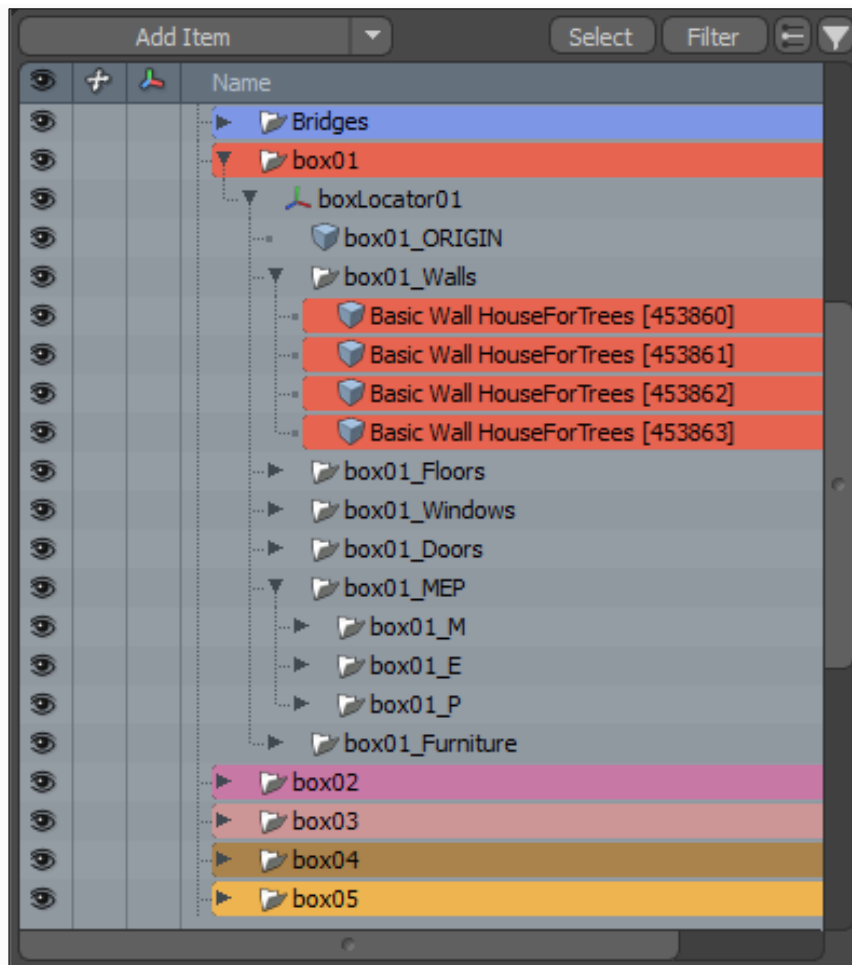 Add Item Select Filter
Name
Bridges
box01
boxLocator01
box01_ORIGIN
box01_Walls
Basic Wall HouseForTrees [453860]
Basic Wall HouseForTrees [453861]
Basic Wall HouseForTrees [453862]
Basic Wall HouseForTrees [453863]
box01_Floors
box01_Windows
box01_Doors
box01_MEP
box01_M
box01_E
box01_P
box01_Furniture
box02
box03
box04
box05